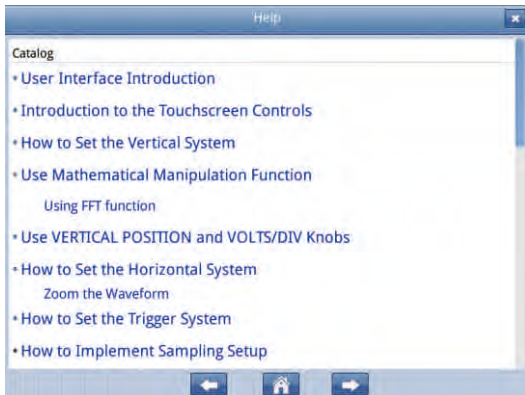 Help
Catalog
• User Interface Introduction
• Introduction to the Touchscreen Controls
• How to Set the Vertical System
• Use Mathematical Manipulation Function
Using FFT function
• Use VERTICAL POSITION and VOLTS/DIV Knobs
• How to Set the Horizontal System
Zoom the Waveform
• How to Set the Trigger System
• How to Implement Sampling Setup